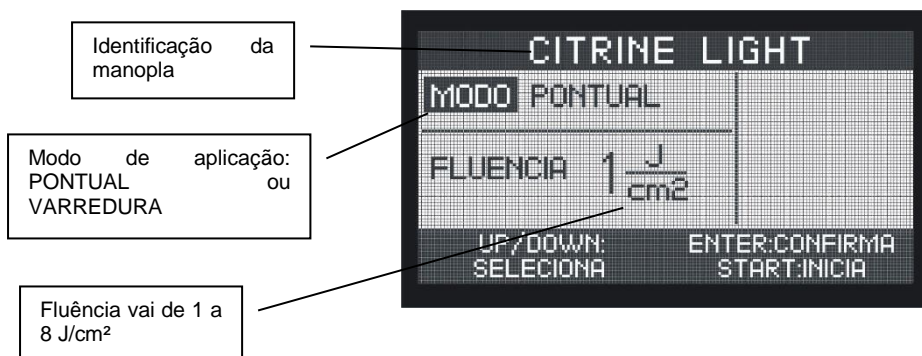 Identificação da
manopla
CITRINE LIGHT
MODO PONTUAL
Modo de aplicação:
PONTUAL ou
VARREDURA
FLUENCIA 1 J/cm2
UP/DOWN: ENTER:CONFIRMA
SELECIONA START:INICIA
Fluência vai de 1 a
8 J/cm²